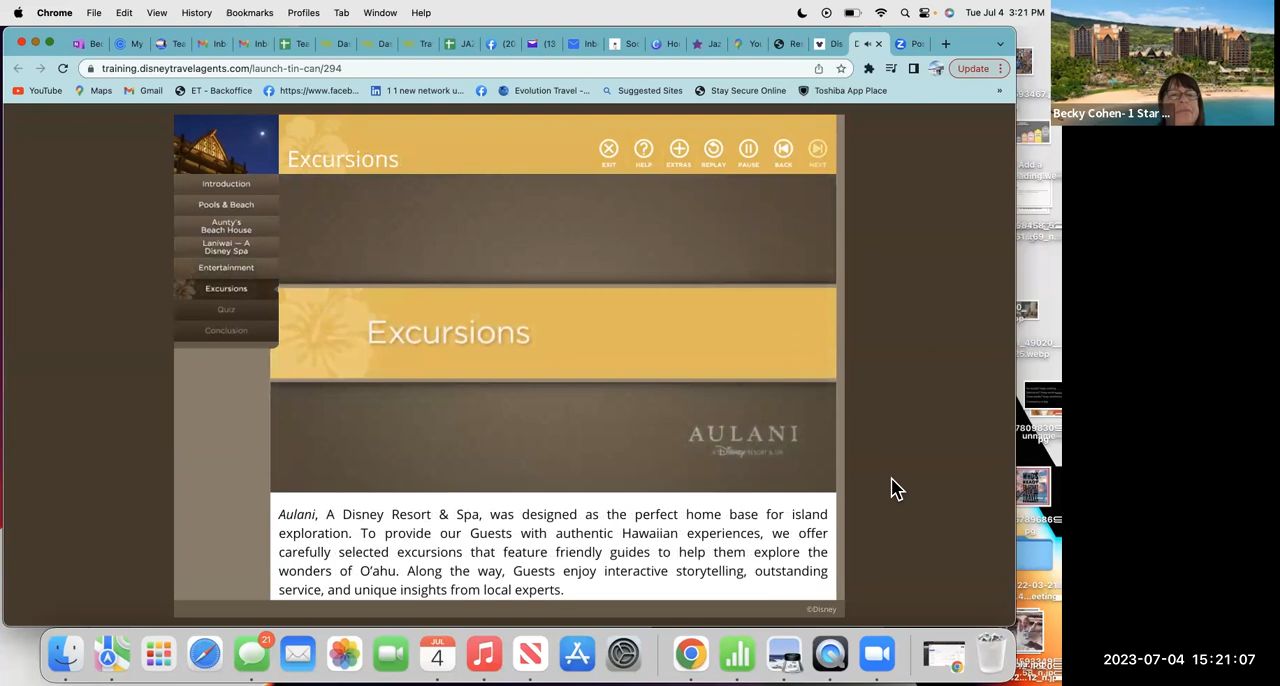 Chrome File Edit View History Bookmarks Profiles Tab Window Help Tue Jul 4 3:21 PM
training.disneytravelagents.com/launch-tin-can/294 Update
YouTube Maps Gmail ET - Backoffice https://www.faceb... 1 1 new network u... Evolution Travel -... Suggested Sites Stay Secure Online Toshiba App Place »
Becky Cohen- 1 Star ...
Excursions
EXIT HELP EXTRAS REPLAY PAUSE BACK NEXT
Introduction
Pools & Beach
Aunty's
Beach House
Laniwai — A
Disney Spa
Entertainment
Excursions
Quiz
Conclusion
Excursions
AULANI
A Disney RESORT & SPA
Aulani, A Disney Resort & Spa, was designed as the perfect home base for island
exploration. To provide our Guests with authentic Hawaiian experiences, we offer
carefully selected excursions that feature friendly guides to help them explore the
wonders of O'ahu. Along the way, Guests enjoy interactive storytelling, outstanding
service, and unique insights from local experts.
©Disney
21
JUL
4
2023-07-04 15:21:07